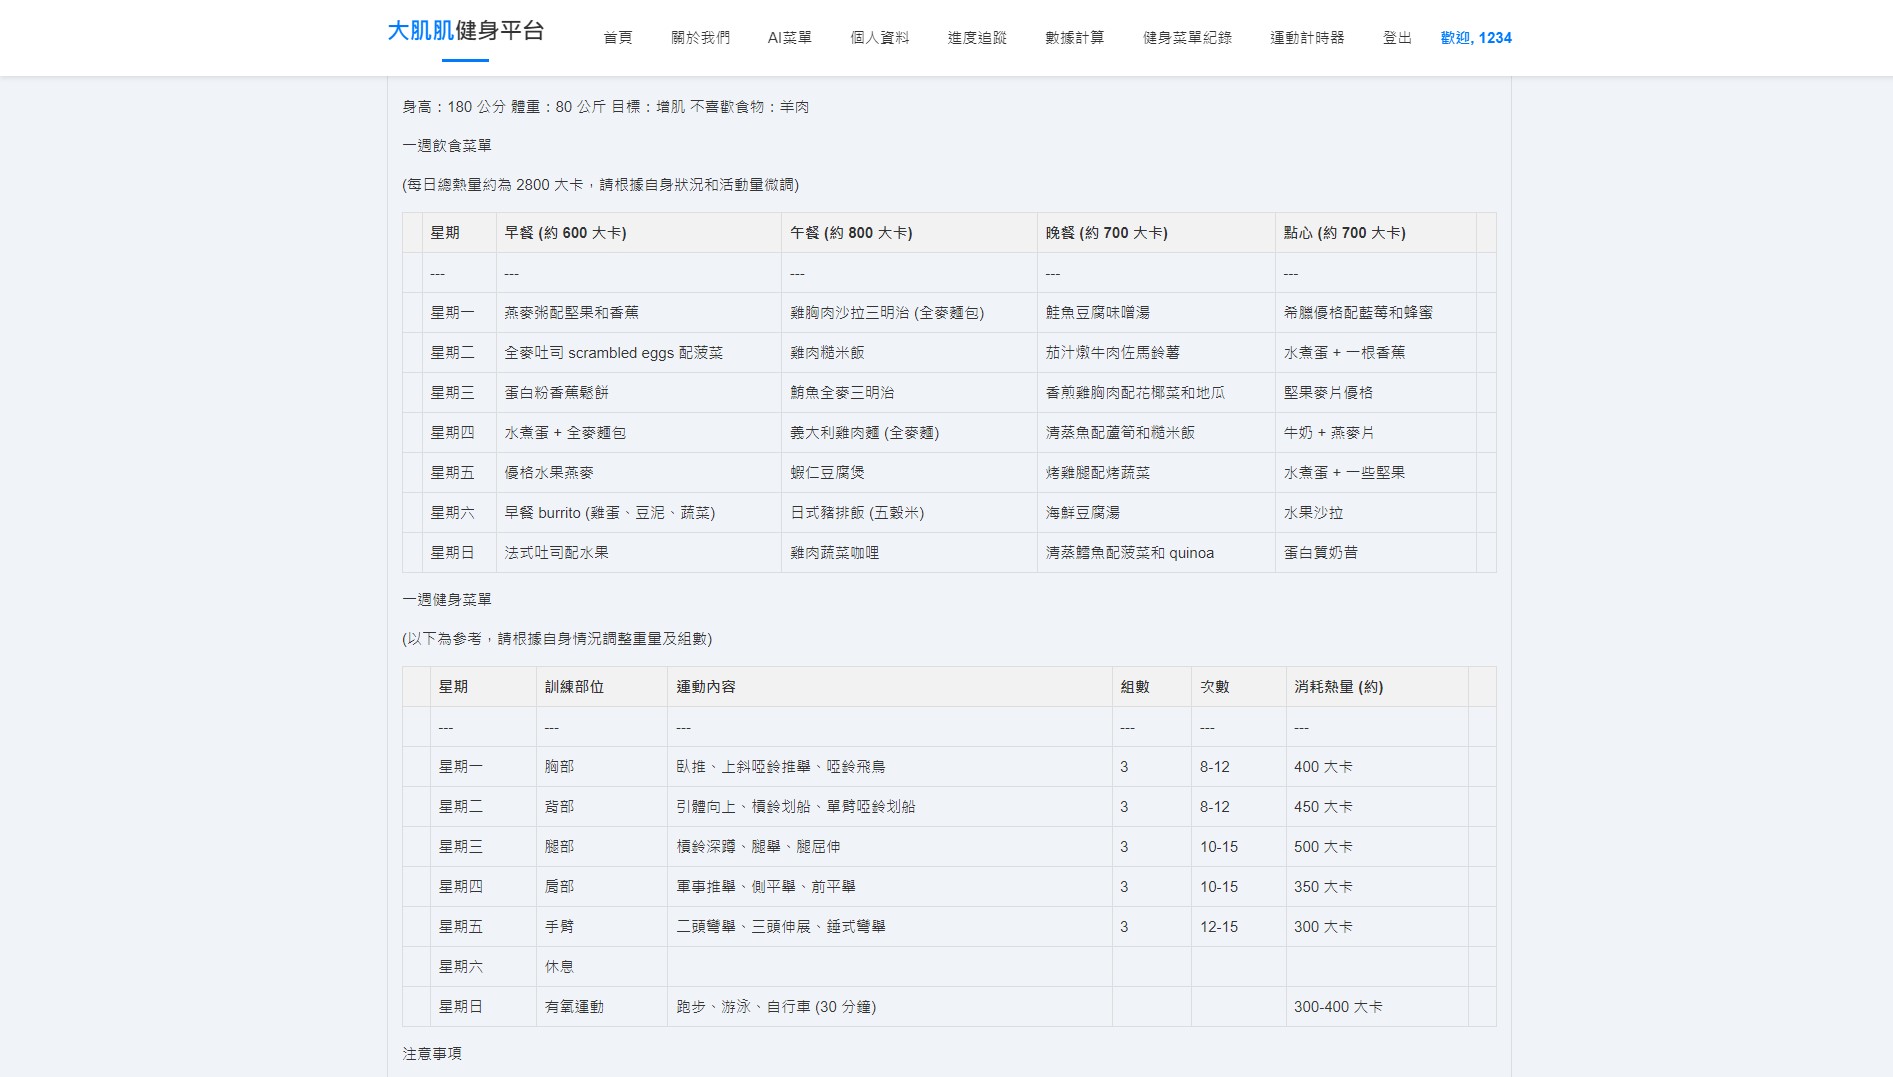 大肌肌健身平台 首頁 關於我們 AI菜單 個人資料 進度追蹤 數據計算 健身菜單紀錄 運動計時器 登出 歡迎, 1234
身高：180 公分 體重：80 公斤 目標：增肌 不喜歡食物：羊肉
一週飲食菜單
(每日總熱量約為 2800 大卡，請根據自身狀況和活動量微調)
星期 早餐 (約 600 大卡) 午餐 (約 800 大卡) 晚餐 (約 700 大卡) 點心 (約 700 大卡)
--- --- --- --- ---
星期一 燕麥粥配堅果和香蕉 雞胸肉沙拉三明治 (全麥麵包) 鮭魚豆腐味噌湯 希臘優格配藍莓和蜂蜜
星期二 全麥吐司 scrambled eggs 配菠菜 雞肉糙米飯 茄汁燉牛肉佐馬鈴薯 水煮蛋 + 一根香蕉
星期三 蛋白粉香蕉鬆餅 鮪魚全麥三明治 香煎雞胸肉配花椰菜和地瓜 堅果麥片優格
星期四 水煮蛋 + 全麥麵包 義大利雞肉麵 (全麥麵) 清蒸魚配蘆筍和糙米飯 牛奶 + 燕麥片
星期五 優格水果燕麥 蝦仁豆腐煲 烤雞腿配烤蔬菜 水煮蛋 + 一些堅果
星期六 早餐 burrito (雞蛋、豆泥、蔬菜) 日式豬排飯 (五穀米) 海鮮豆腐湯 水果沙拉
星期日 法式吐司配水果 雞肉蔬菜咖哩 清蒸鱈魚配菠菜和 quinoa 蛋白質奶昔
一週健身菜單
(以下為參考，請根據自身情況調整重量及組數)
星期 訓練部位 運動內容 組數 次數 消耗熱量 (約)
--- --- --- --- --- ---
星期一 胸部 臥推、上斜啞鈴推舉、啞鈴飛鳥 3 8-12 400 大卡
星期二 背部 引體向上、槓鈴划船、單臂啞鈴划船 3 8-12 450 大卡
星期三 腿部 槓鈴深蹲、腿舉、腿屈伸 3 10-15 500 大卡
星期四 肩部 軍事推舉、側平舉、前平舉 3 10-15 350 大卡
星期五 手臂 二頭彎舉、三頭伸展、錘式彎舉 3 12-15 300 大卡
星期六 休息
星期日 有氧運動 跑步、游泳、自行車 (30 分鐘) 300-400 大卡
注意事項